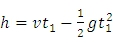 h = vt₁ − ½gt₁²